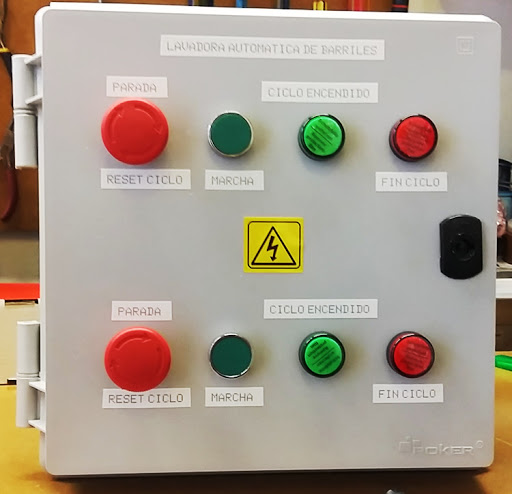 LAVADORA AUTOMATICA DE BARRILES
PARADA
CICLO ENCENDIDO
RESET CICLO
MARCHA
FIN CICLO
PARADA
CICLO ENCENDIDO
RESET CICLO
MARCHA
FIN CICLO
POKER